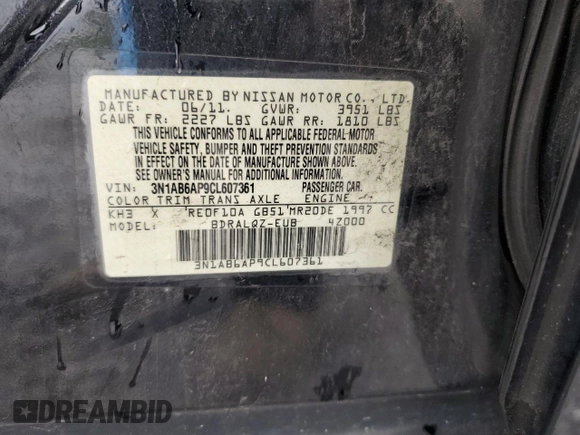 MANUFACTURED BY NISSAN MOTOR CO., LTD.
DATE: 06/11. GVWR: 3951 LBS
GAWR FR: 2227 LBS GAWR RR: 1810 LBS
THIS VEHICLE CONFORMS TO ALL APPLICABLE FEDERAL MOTOR
VEHICLE SAFETY, BUMPER AND THEFT PREVENTION STANDARDS
IN EFFECT ON THE DATE OF MANUFACTURE SHOWN ABOVE.
SEE OWNER'S MANUAL FOR ADDITIONAL INFORMATION
VIN: 3N1AB6AP9CL607361 PASSENGER CAR.
COLOR TRIM TRANS AXLE ENGINE
KH3 X RE0F10A GB51 MR20DE 1997 CC
MODEL: BDRALQZ-EUB 4Z000
3N1AB6AP9CL607361
DREAMBID